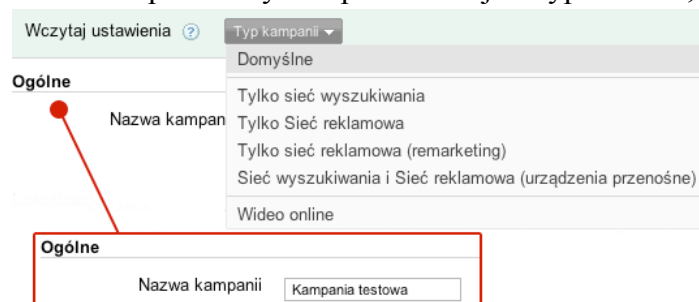 Wczytaj ustawienia ? Typ kampanii
Domyślne
Ogólne
Tylko sieć wyszukiwania
Nazwa kampan
Tylko Sieć reklamowa
Tylko sieć reklamowa (remarketing)
Sieć wyszukiwania i Sieć reklamowa (urządzenia przenośne)
Wideo online
Ogólne
Nazwa kampanii Kampania testowa